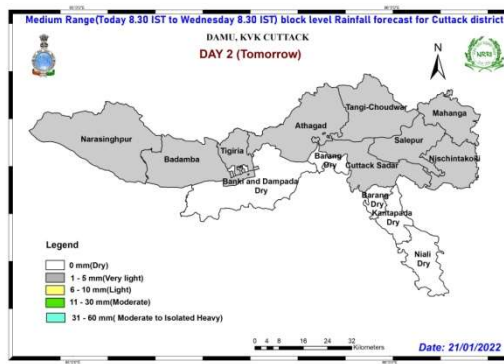 Medium Range(Today 8.30 IST to Wednesday 8.30 IST) block level Rainfall forecast for Cuttack district
DAMU, KVK CUTTACK
DAY 2 (Tomorrow)
N
NRRI
Tangi-Choudwar
Mahanga
Athagad
Narasinghpur
Salepur
Tigiria
Badamba
Barang
Dry
Cuttack Sadar
Nischintakoili
Banki and Dampada
Dry
Barang
Dry
Kantapada
Dry
Niali
Dry
Legend
0 mm(Dry)
1 - 5 mm(Very light)
6 - 10 mm(Light)
11 - 30 mm(Moderate)
31 - 60 mm( Moderate to Isolated Heavy)
0 4 8 16 24 32
Kilometers
Date: 21/01/2022